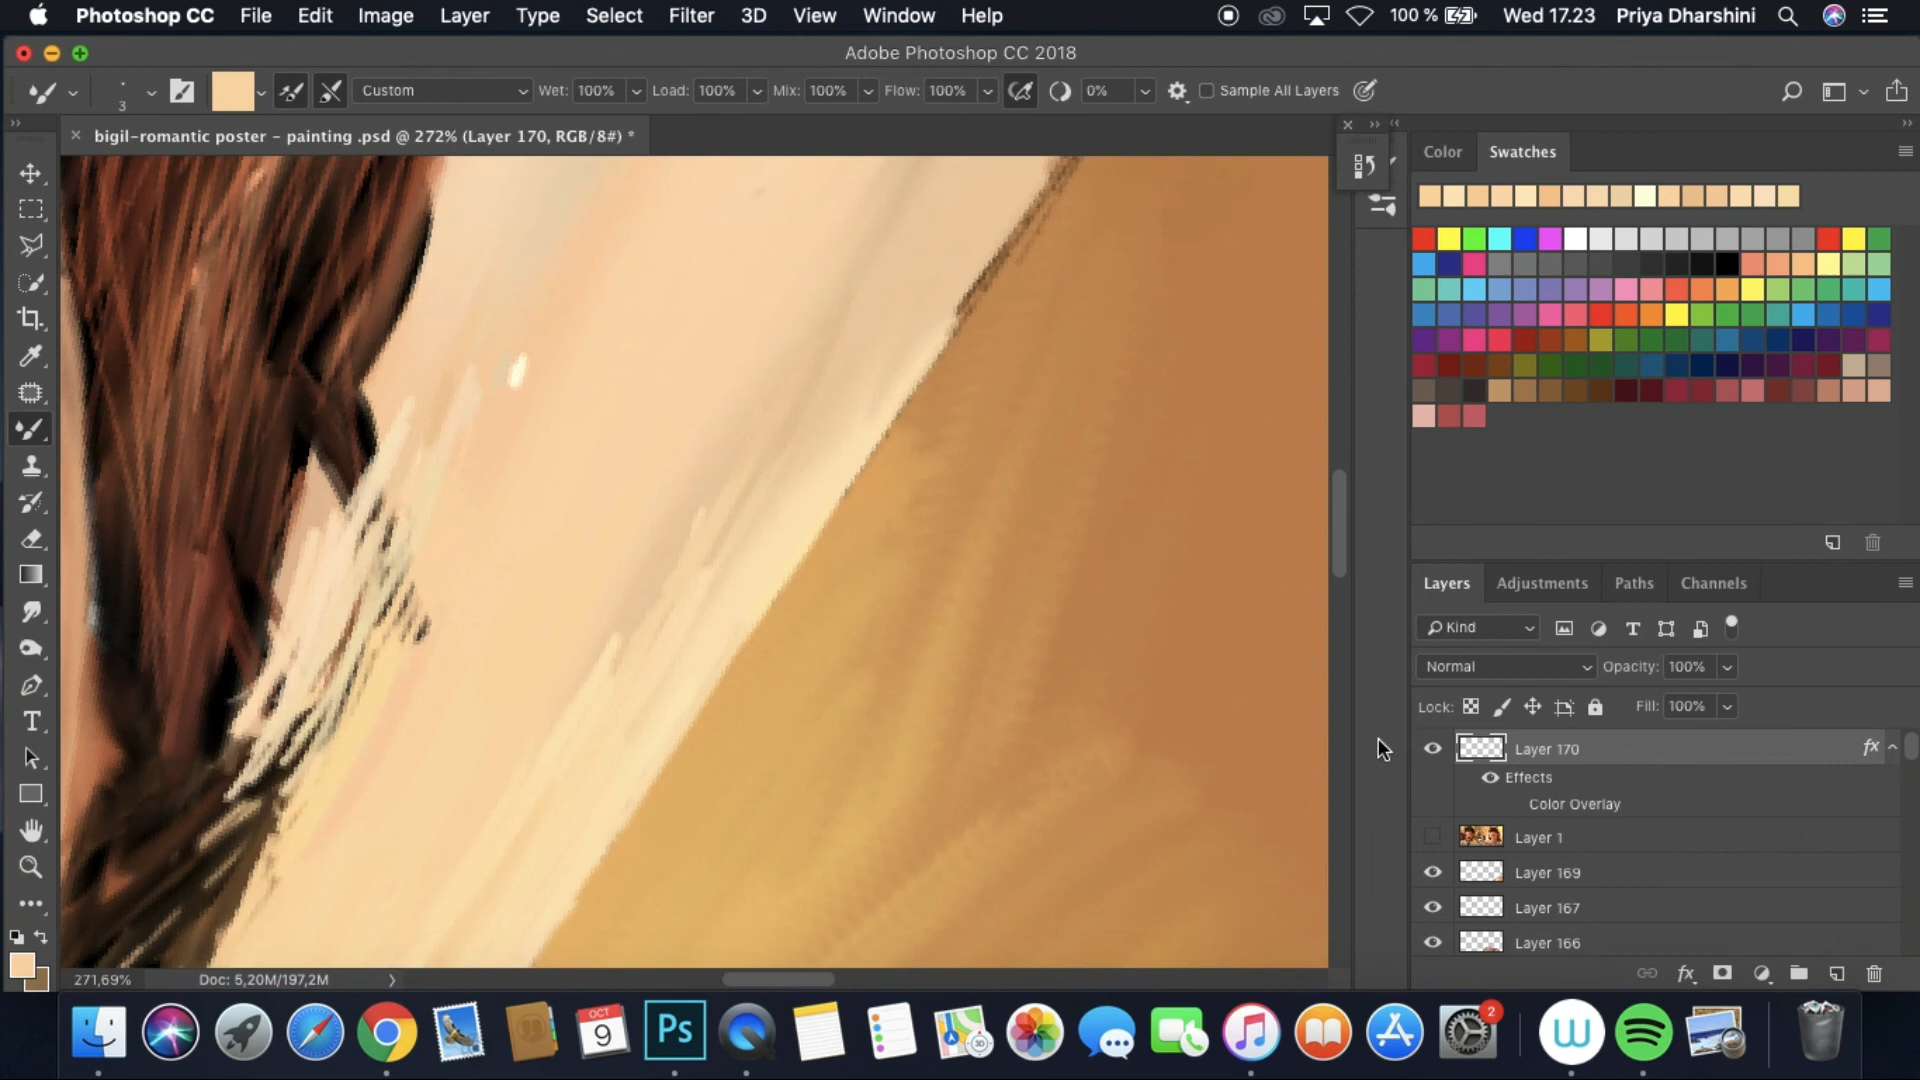 Photoshop CC File Edit Image Layer Type Select Filter 3D View Window Help 100 % Wed 17.23 Priya Dharshini
Adobe Photoshop CC 2018
3 Custom Wet: 100% Load: 100% Mix: 100% Flow: 100% 0% Sample All Layers
bigil-romantic poster – painting .psd @ 272% (Layer 170, RGB/8#) *
Color Swatches
Layers Adjustments Paths Channels
Kind
Normal Opacity: 100%
Lock: Fill: 100%
Layer 170 fx
Effects
Color Overlay
Layer 1
Layer 169
Layer 167
Layer 166
271,69% Doc: 5,20M/197,2M
fx
OCT
9
Ps
3D
2
W